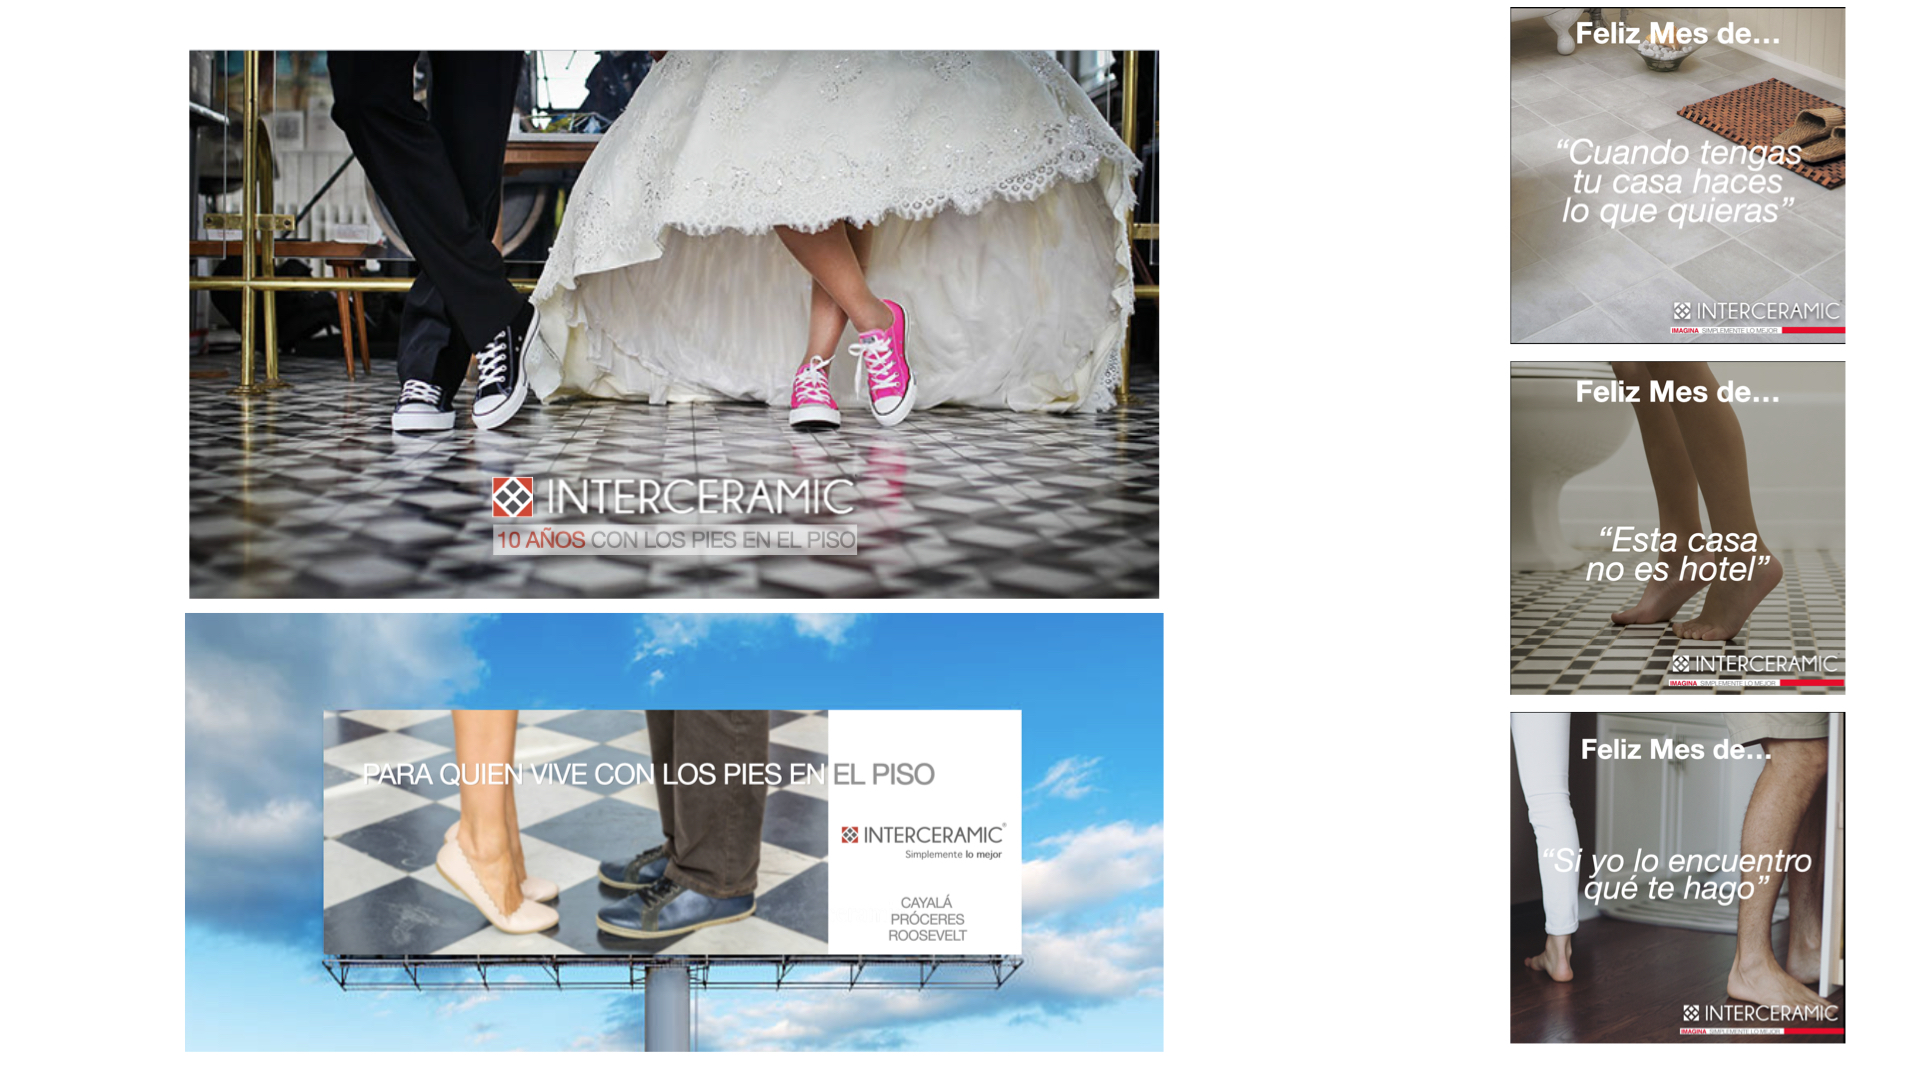 INTERCERAMIC
10 AÑOS CON LOS PIES EN EL PISO
PARA QUIEN VIVE CON LOS PIES EN EL PISO
INTERCERAMIC®
Simplemente lo mejor
CAYALÁ
PRÓCERES
ROOSEVELT
Feliz Mes de...
“Cuando tengas
tu casa haces
lo que quieras”
INTERCERAMIC
IMAGINA SIMPLEMENTE LO MEJOR
Feliz Mes de...
“Esta casa
no es hotel”
INTERCERAMIC
IMAGINA SIMPLEMENTE LO MEJOR
Feliz Mes de...
“Si yo lo encuentro
qué te hago”
INTERCERAMIC
IMAGINA SIMPLEMENTE LO MEJOR